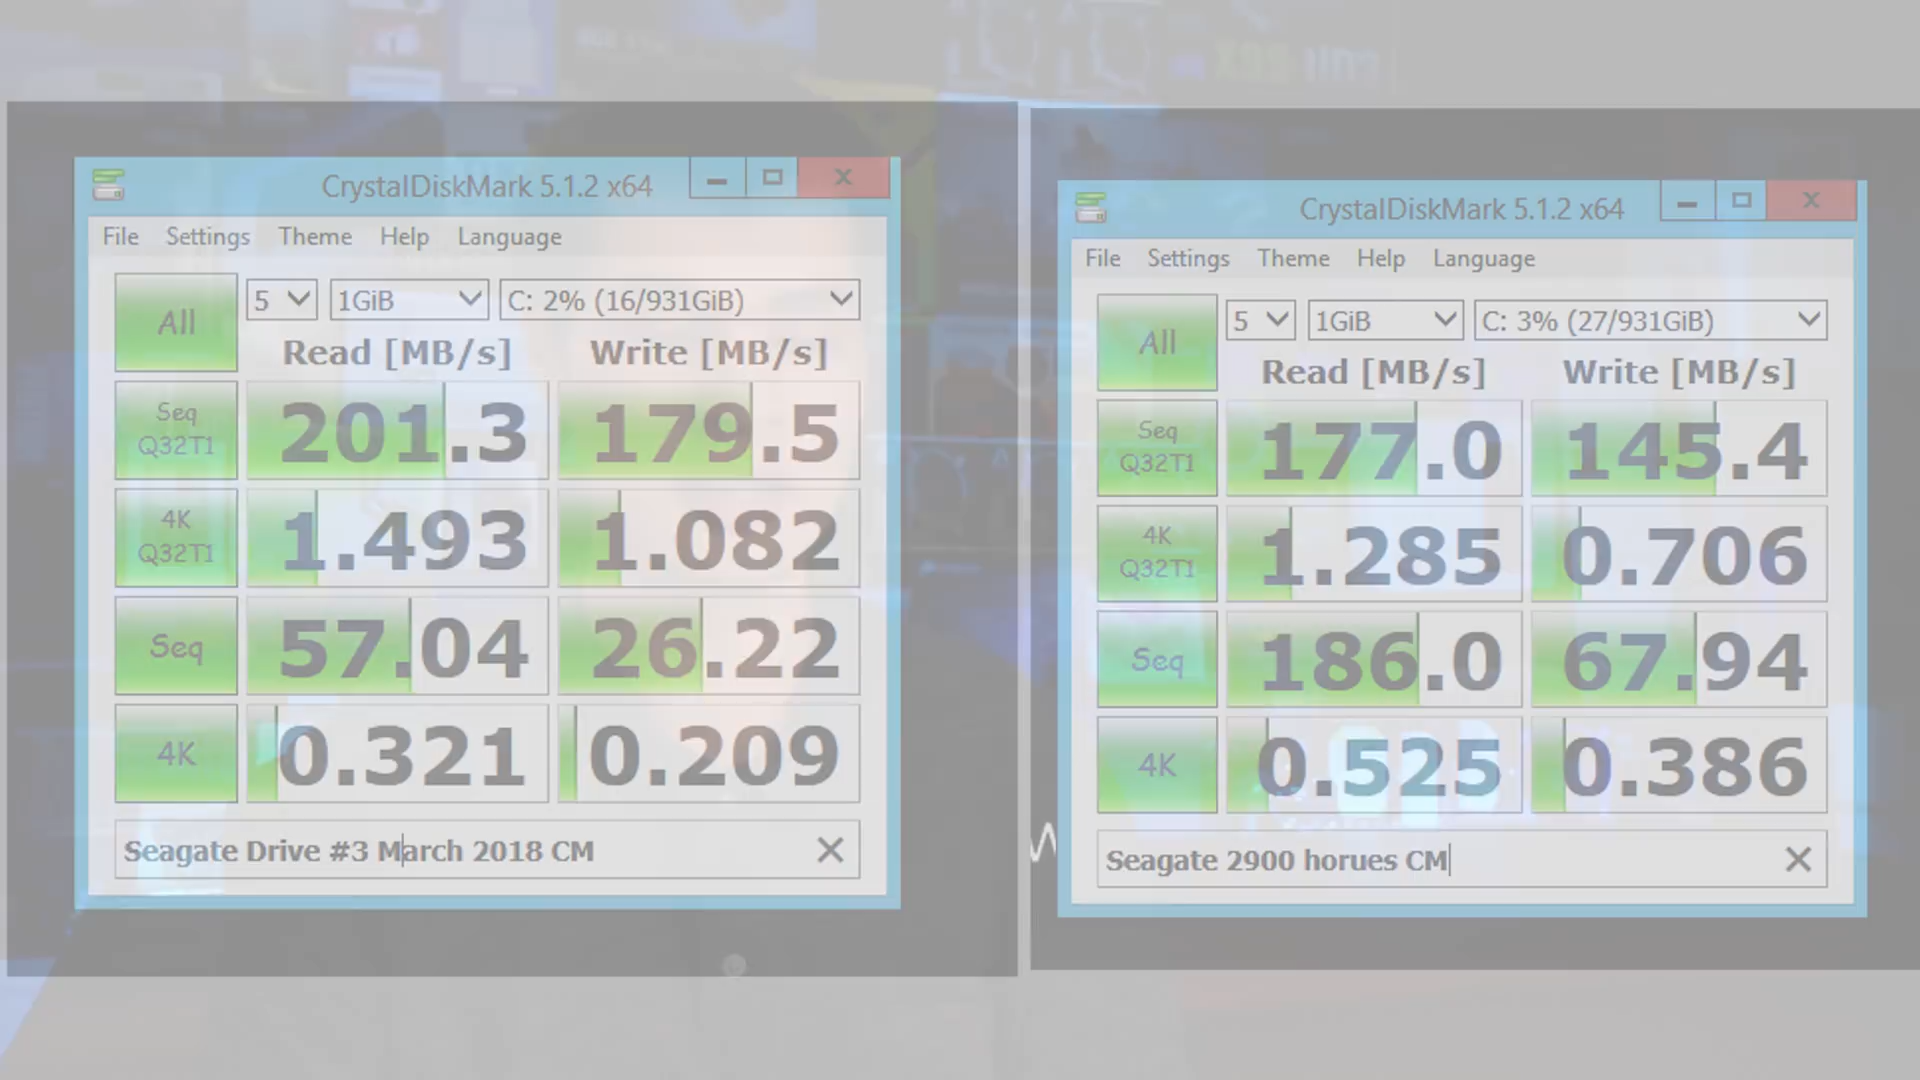 CrystalDiskMark 5.1.2 x64
File Settings Theme Help Language
All 5 1GiB C: 2% (16/931GiB)
Read [MB/s] Write [MB/s]
Seq Q32T1 201.3 179.5
4K Q32T1 1.493 1.082
Seq 57.04 26.22
4K 0.321 0.209
Seagate Drive #3 March 2018 CM
CrystalDiskMark 5.1.2 x64
File Settings Theme Help Language
All 5 1GiB C: 3% (27/931GiB)
Read [MB/s] Write [MB/s]
Seq Q32T1 177.0 145.4
4K Q32T1 1.285 0.706
Seq 186.0 67.94
4K 0.525 0.386
Seagate 2900 horues CM